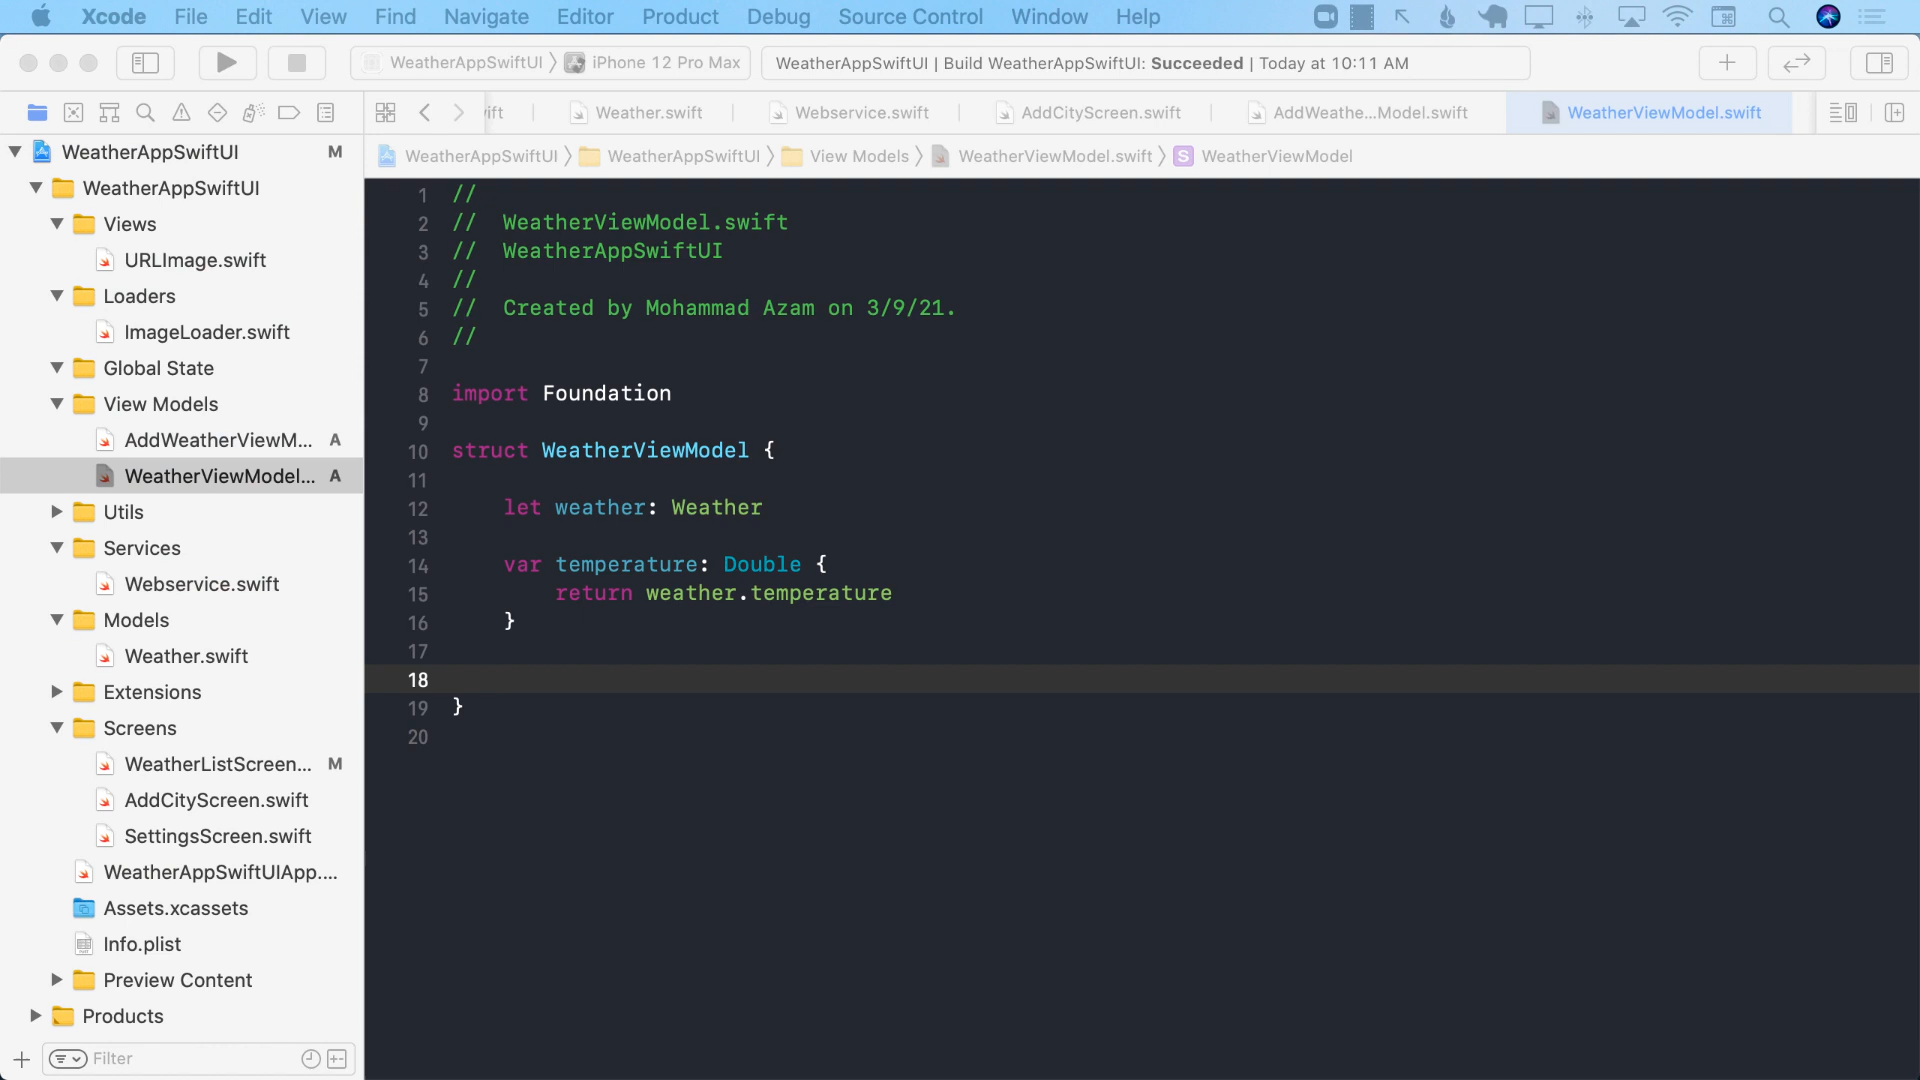 Xcode File Edit View Find Navigate Editor Product Debug Source Control Window Help
WeatherAppSwiftUI 〉 iPhone 12 Pro Max
WeatherAppSwiftUI | Build WeatherAppSwiftUI: Succeeded | Today at 10:11 AM
ift Weather.swift Webservice.swift AddCityScreen.swift AddWeathe...Model.swift WeatherViewModel.swift
WeatherAppSwiftUI 〉 WeatherAppSwiftUI 〉 View Models 〉 WeatherViewModel.swift 〉 S WeatherViewModel
WeatherAppSwiftUI M
WeatherAppSwiftUI
Views
URLImage.swift
Loaders
ImageLoader.swift
Global State
View Models
AddWeatherViewM... A
WeatherViewModel... A
Utils
Services
Webservice.swift
Models
Weather.swift
Extensions
Screens
WeatherListScreen... M
AddCityScreen.swift
SettingsScreen.swift
WeatherAppSwiftUIApp....
Assets.xcassets
Info.plist
Preview Content
Products
Filter
1 //
2 // WeatherViewModel.swift
3 // WeatherAppSwiftUI
4 //
5 // Created by Mohammad Azam on 3/9/21.
6 //
7
8 import Foundation
9
10 struct WeatherViewModel {
11
12 let weather: Weather
13
14 var temperature: Double {
15 return weather.temperature
16 }
17
18
19 }
20